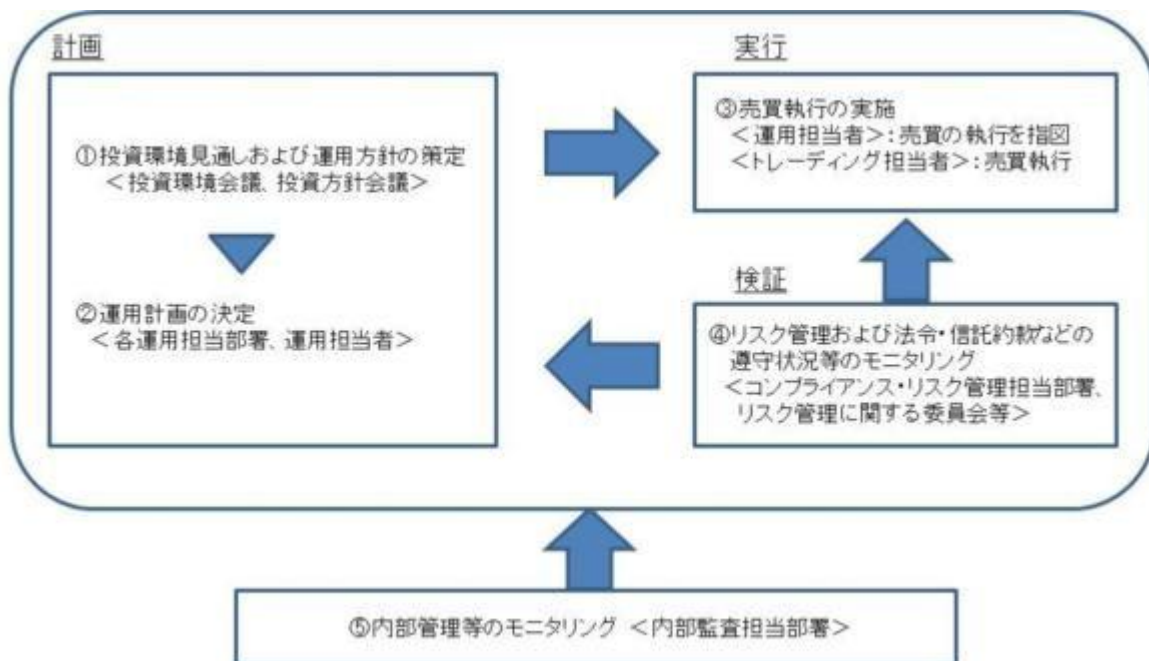 計画
①投資環境見通しおよび運用方針の策定
＜投資環境会議、投資方針会議＞
②運用計画の決定
＜各運用担当部署、運用担当者＞
実行
③売買執行の実施
＜運用担当者＞：売買の執行を指図
＜トレーディング担当者＞：売買執行
検証
④リスク管理および法令・信託約款などの
遵守状況等のモニタリング
＜コンプライアンス・リスク管理担当部署、
リスク管理に関する委員会等＞
⑤内部管理等のモニタリング ＜内部監査担当部署＞